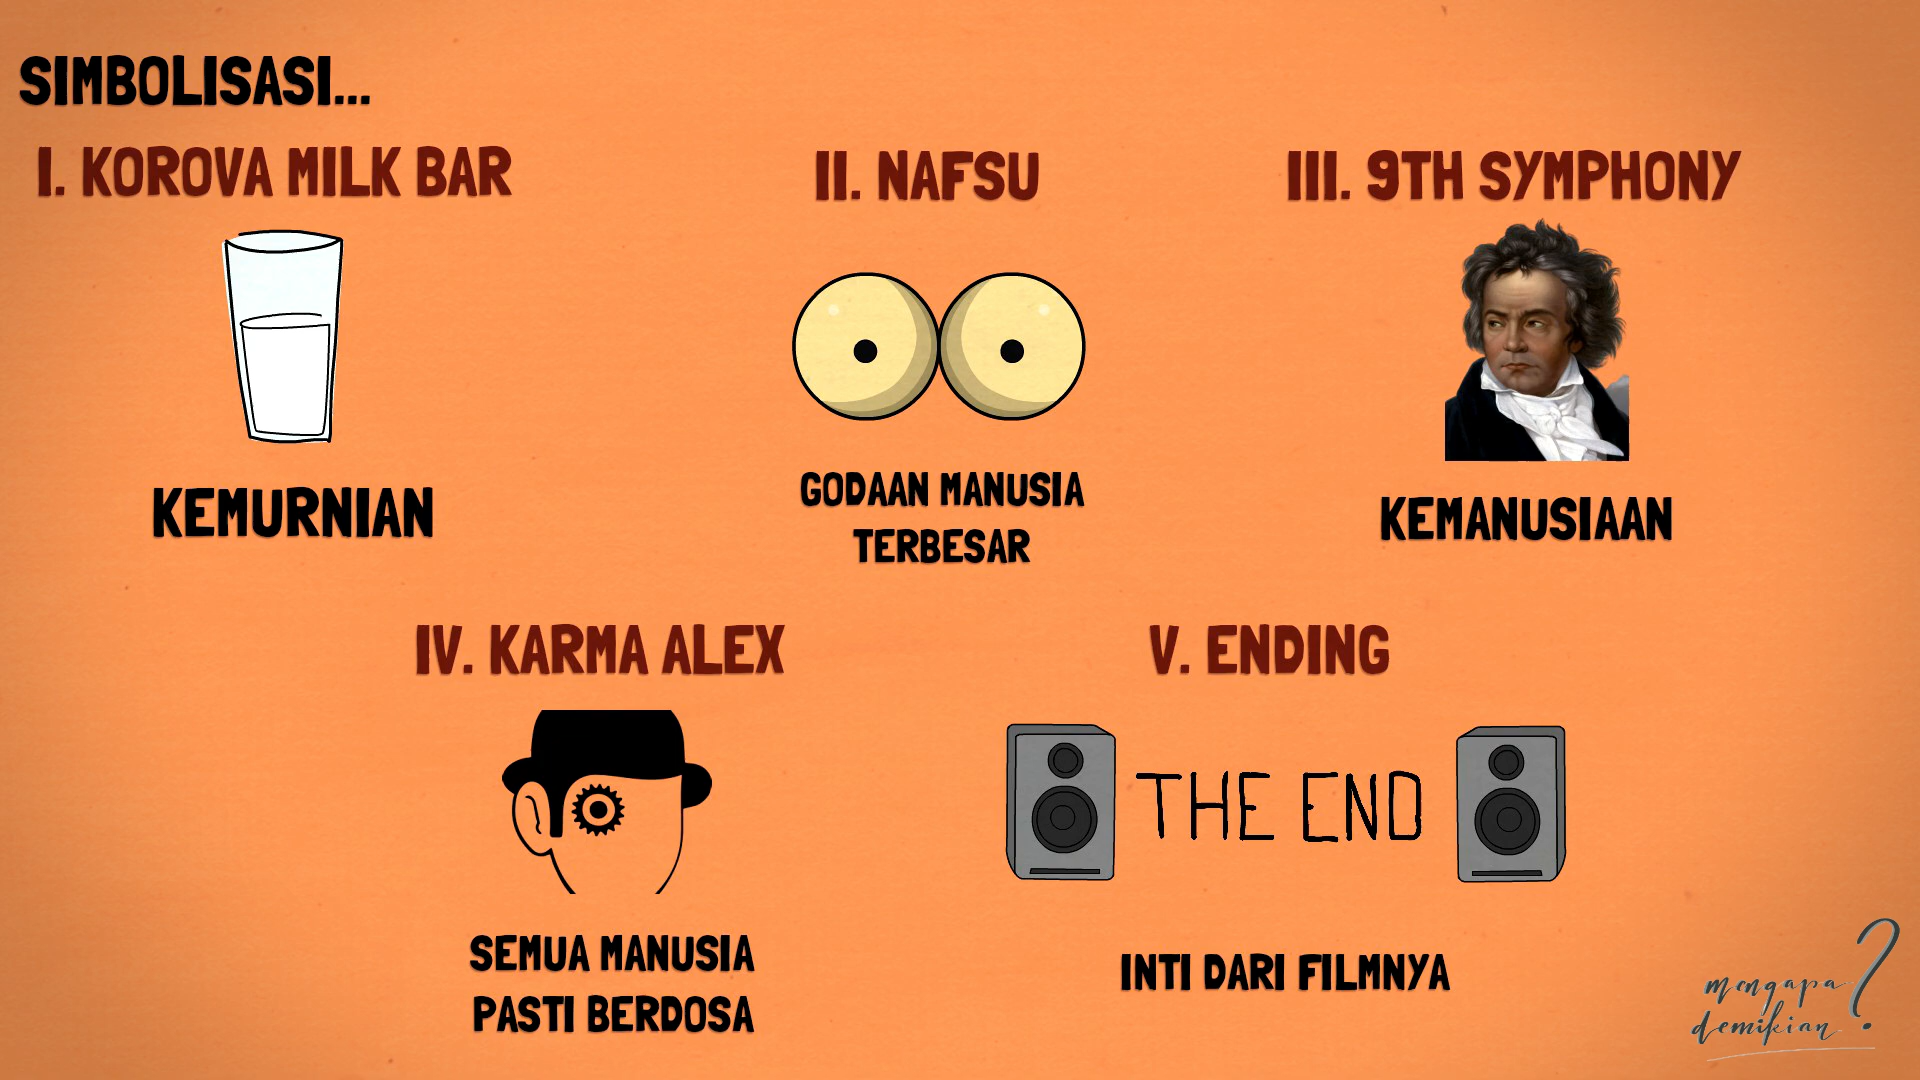 SIMBOLISASI...
I. KOROVA MILK BAR
KEMURNIAN
II. NAFSU
GODAAN MANUSIA
TERBESAR
III. 9TH SYMPHONY
KEMANUSIAAN
IV. KARMA ALEX
SEMUA MANUSIA
PASTI BERDOSA
V. ENDING
THE END
INTI DARI FILMNYA
mengapa
demikian?